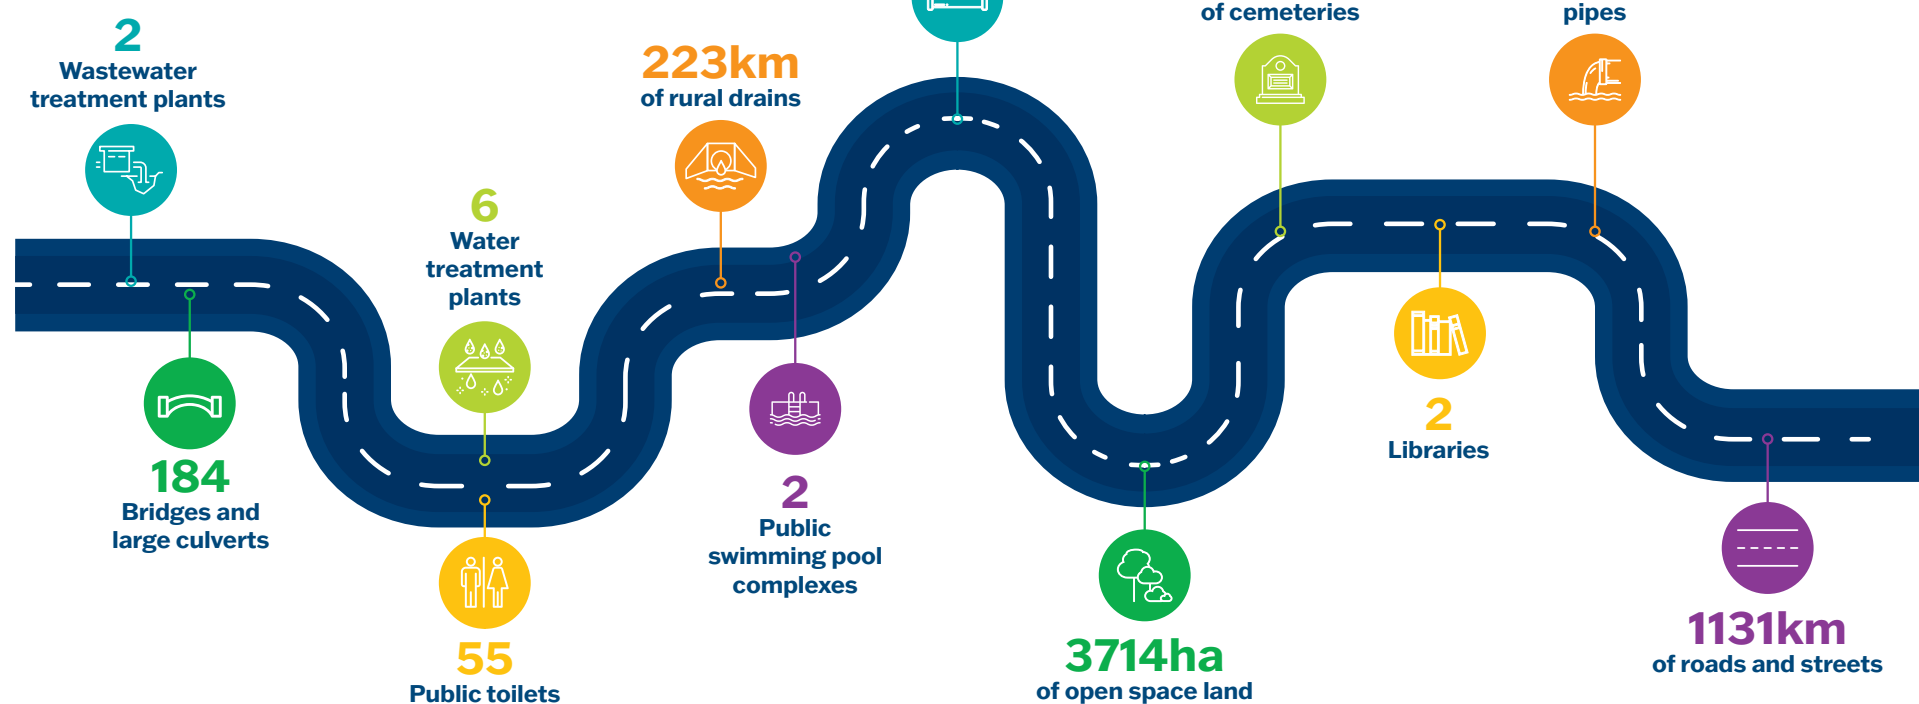 of cemeteries
pipes
2
Wastewater
treatment plants
223km
of rural drains
6
Water
treatment
plants
184
Bridges and
large culverts
55
Public toilets
2
Public
swimming pool
complexes
3714ha
of open space land
2
Libraries
1131km
of roads and streets